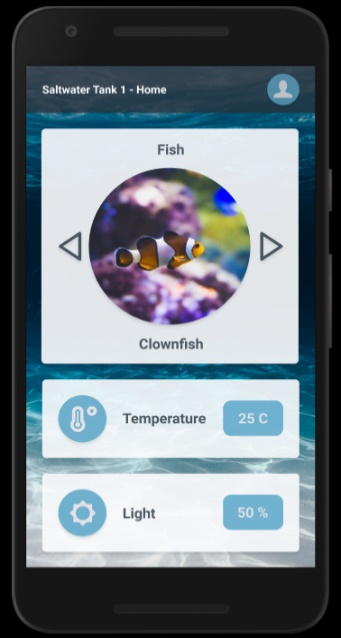 Saltwater Tank 1 - Home
Fish
Clownfish
Temperature
25 C
Light
50 %